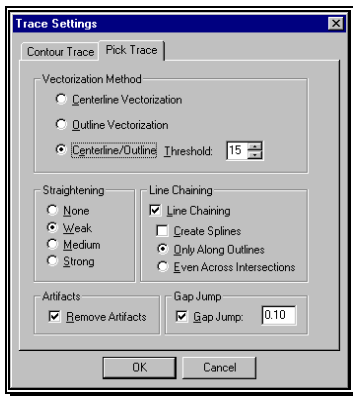 Trace Settings
Contour Trace Pick Trace
Vectorization Method
Centerline Vectorization
Outline Vectorization
Centerline/Outline Threshold: 15
Straightening
None
Weak
Medium
Strong
Line Chaining
Line Chaining
Create Splines
Only Along Outlines
Even Across Intersections
Artifacts
Remove Artifacts
Gap Jump
Gap Jump: 0.10
OK Cancel